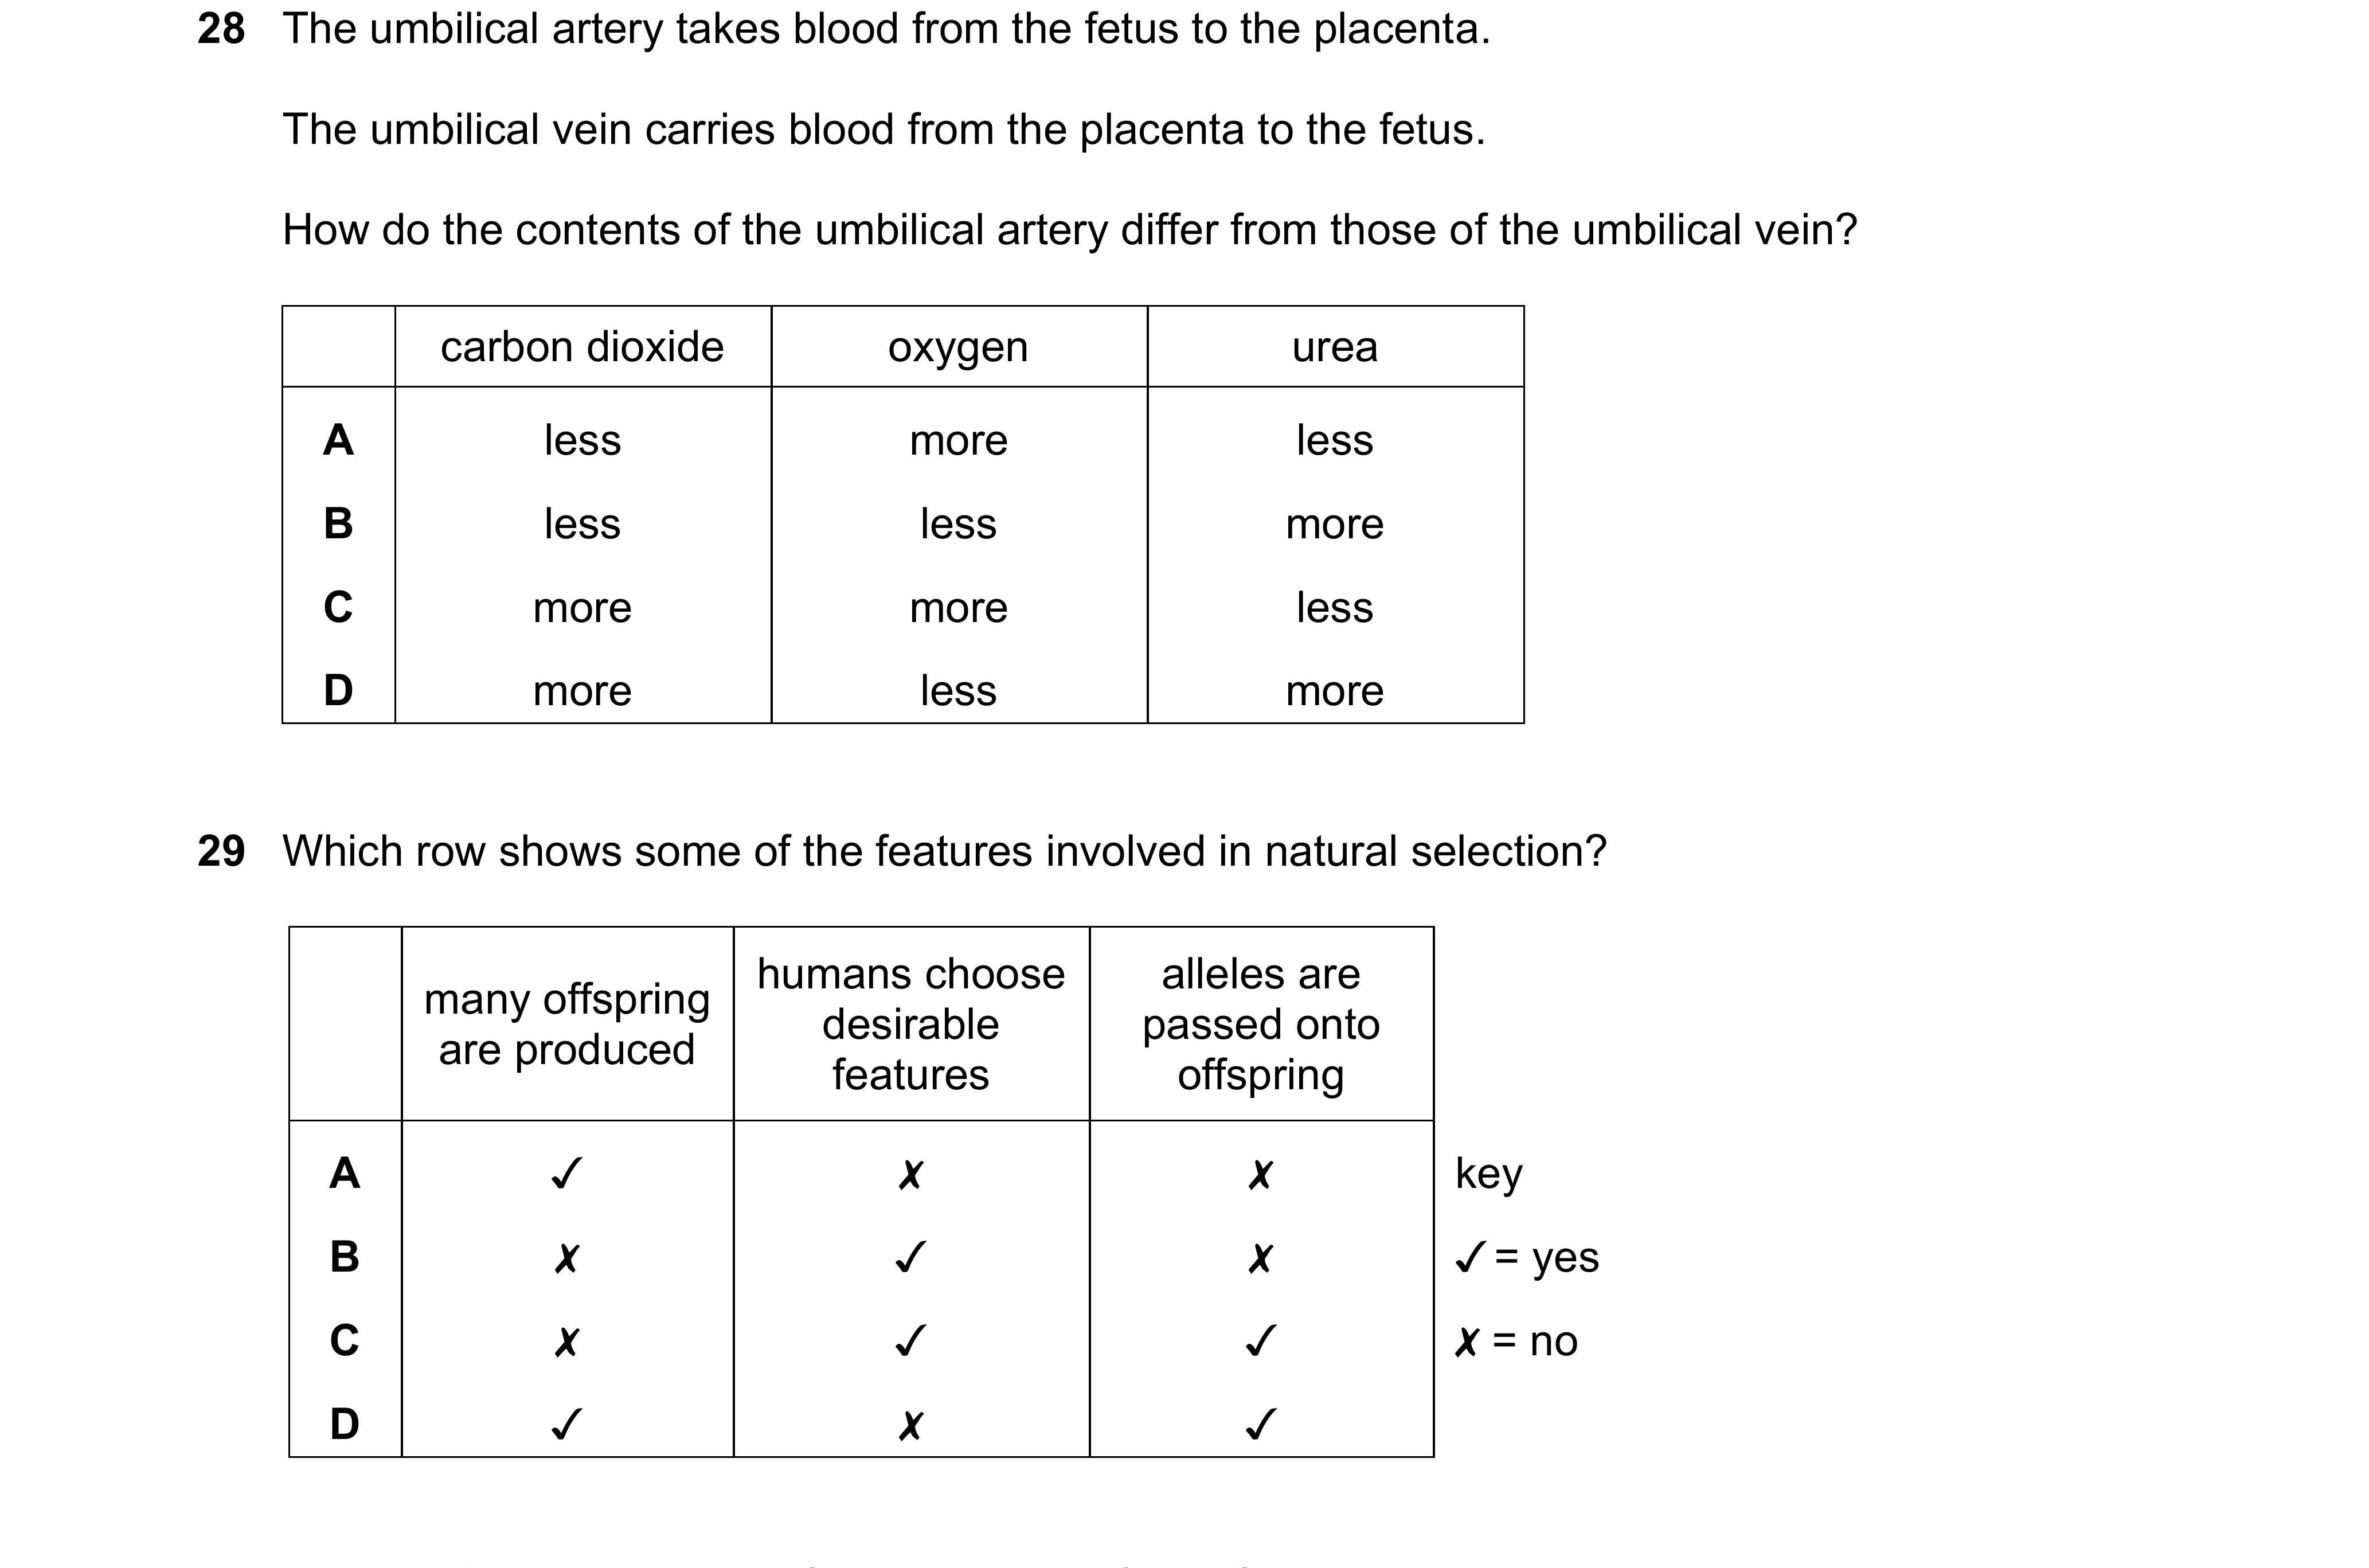 28 The umbilical artery takes blood from the fetus to the placenta.
The umbilical vein carries blood from the placenta to the fetus.
How do the contents of the umbilical artery differ from those of the umbilical vein?
carbon dioxide oxygen urea
A less more less
B less less more
C more more less
D more less more
29 Which row shows some of the features involved in natural selection?
many offspring are produced humans choose desirable features alleles are passed onto offspring
A ✓ ✗ ✗ key
B ✗ ✓ ✗ ✓ = yes
C ✗ ✓ ✓ ✗ = no
D ✓ ✗ ✓